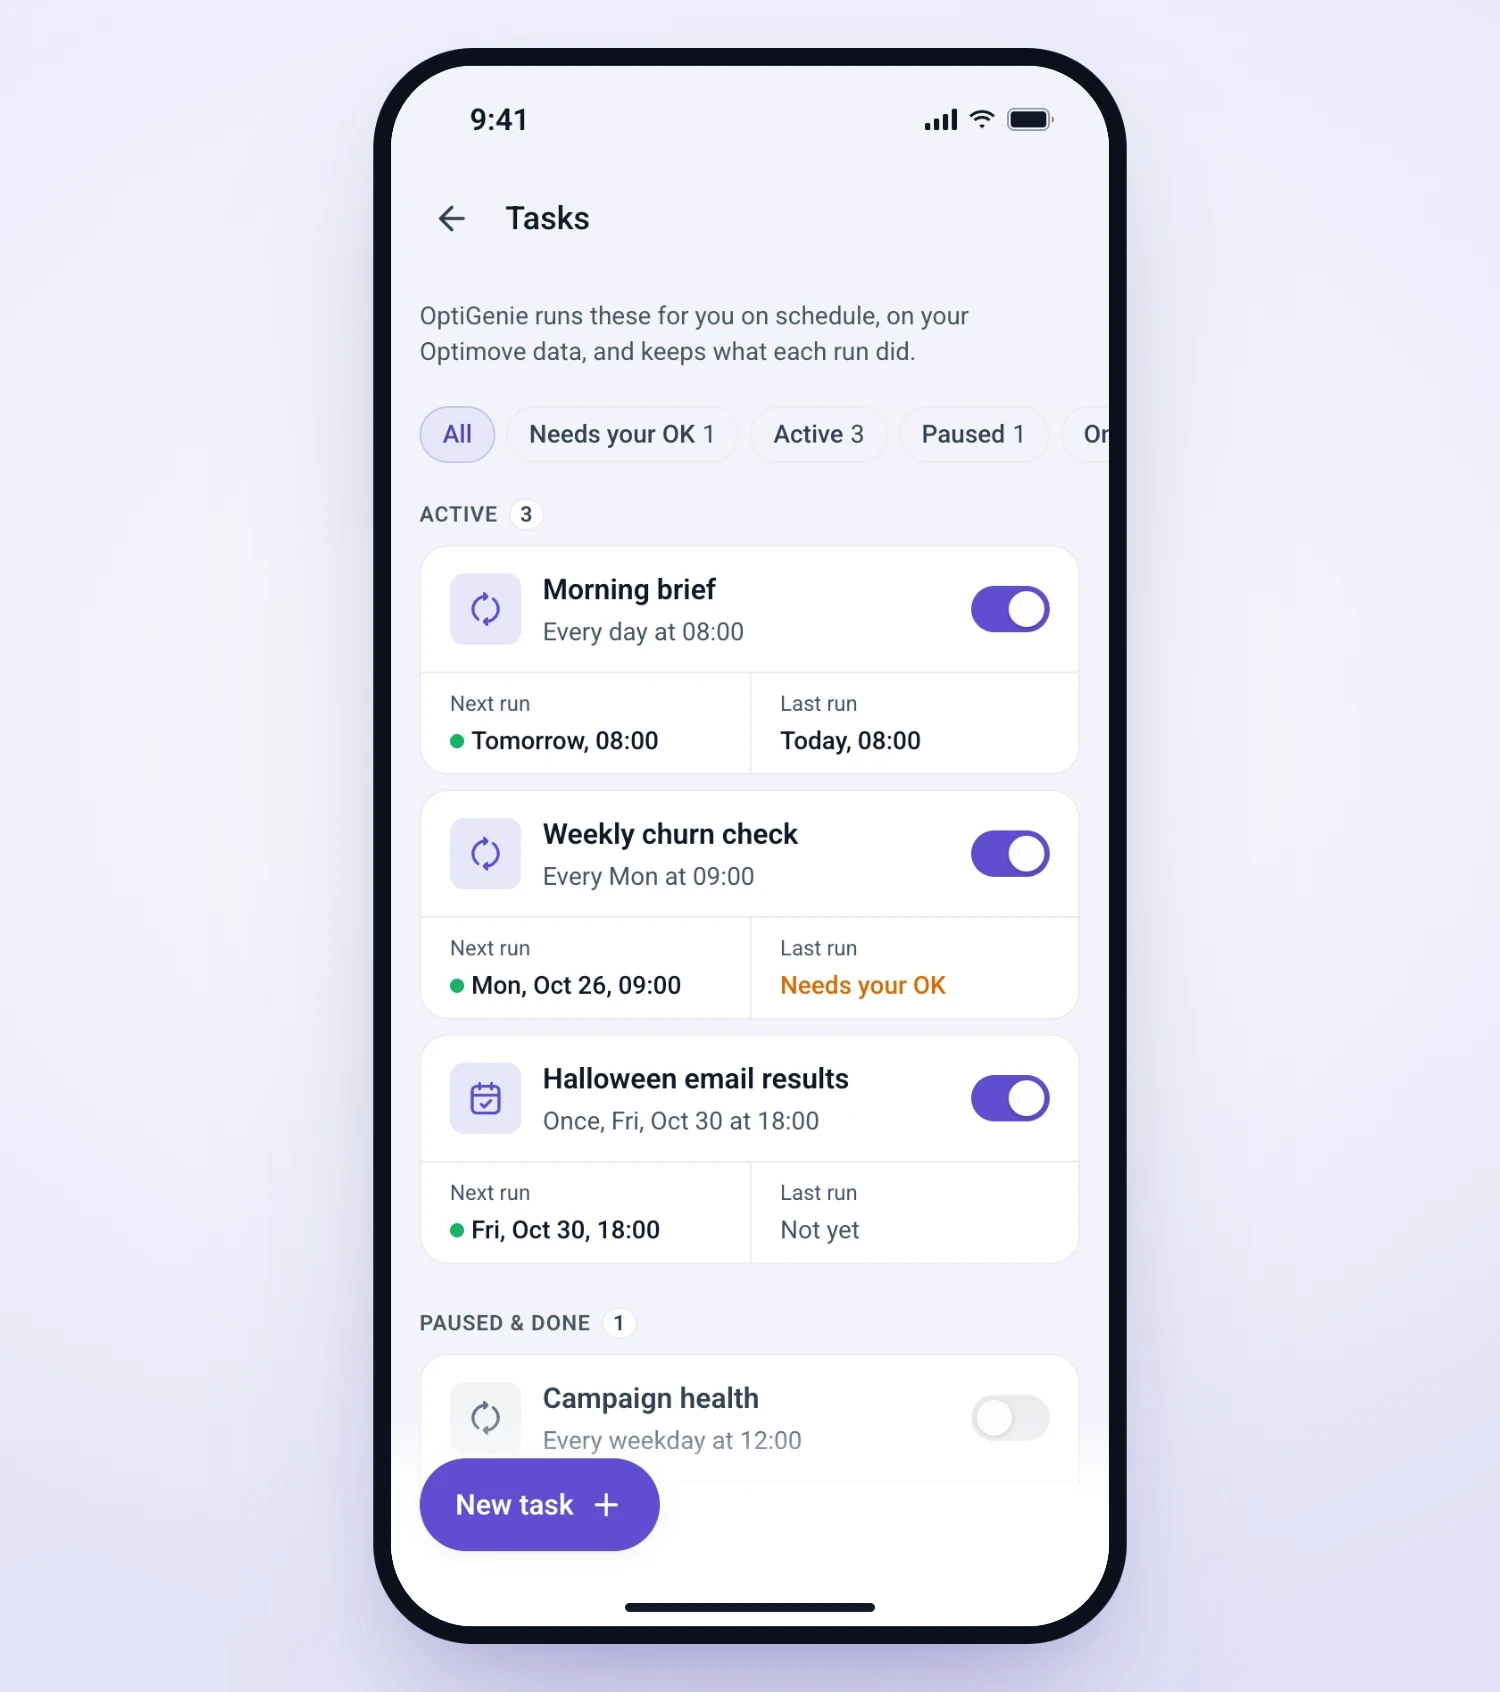 9:41
Tasks
OptiGenie runs these for you on schedule, on your
Optimove data, and keeps what each run did.
All
Needs your OK 1
Active 3
Paused 1
ACTIVE 3
Morning brief
Every day at 08:00
Next run
Last run
Tomorrow, 08:00
Today, 08:00
Weekly churn check
Every Mon at 09:00
Next run
Last run
Mon, Oct 26, 09:00
Needs your OK
Halloween email results
Once, Fri, Oct 30 at 18:00
Next run
Last run
Fri, Oct 30, 18:00
Not yet
PAUSED & DONE 1
Campaign health
Every weekday at 12:00
New task +